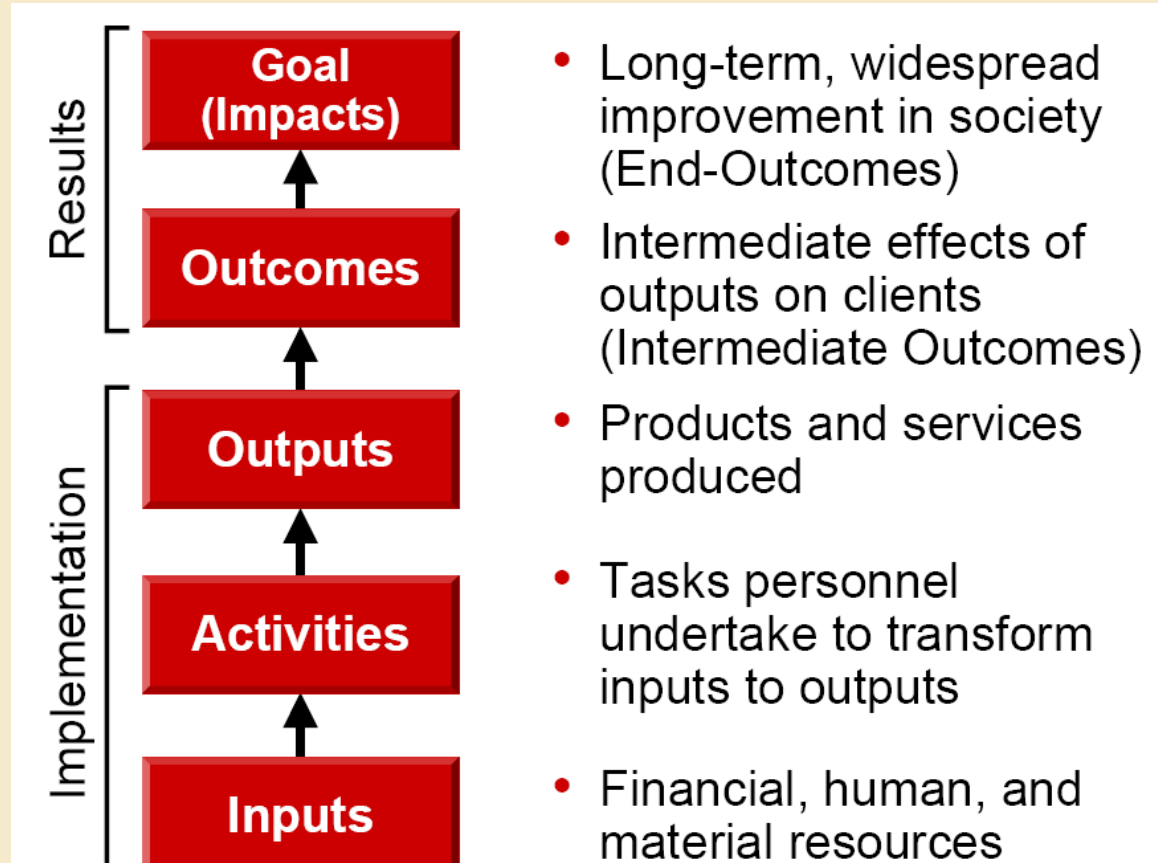 Results
Goal
(Impacts)
• Long-term, widespread
improvement in society
(End-Outcomes)
Outcomes
• Intermediate effects of
outputs on clients
(Intermediate Outcomes)
Implementation
Outputs
• Products and services
produced
Activities
• Tasks personnel
undertake to transform
inputs to outputs
Inputs
• Financial, human, and
material resources